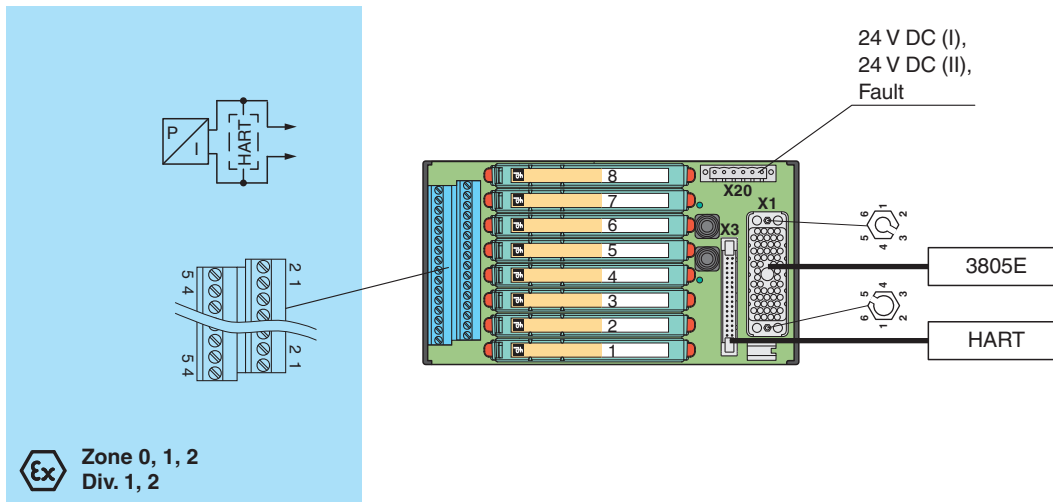 24 V DC (I),
24 V DC (II),
Fault
P
I
HART
8
7
6
5
4
3
2
1
X20
X1
X3
6 1 2
5 4 3
3805E
5 4 3
6 1 2
HART
5 4
2 1
5 4
2 1
Ex
Zone 0, 1, 2
Div. 1, 2